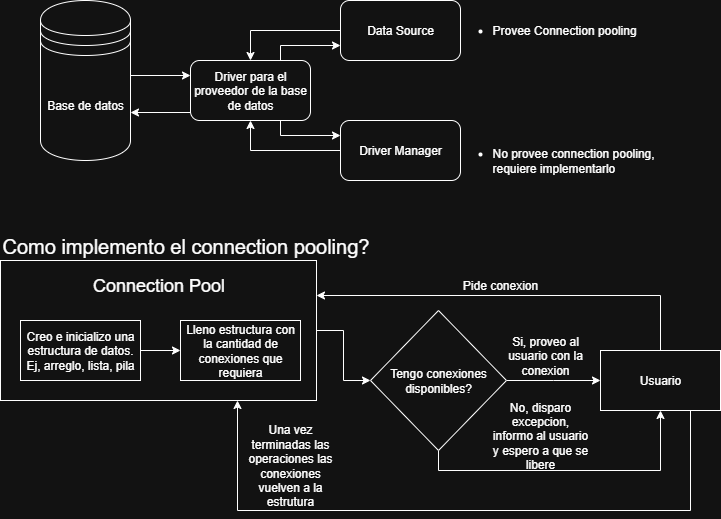 Data Source
Provee Connection pooling
Base de datos
Driver para el
proveedor de la base
de datos
Driver Manager
No provee connection pooling,
requiere implementarlo
Como implemento el connection pooling?
Connection Pool
Creo e inicializo una
estructura de datos.
Ej, arreglo, lista, pila
Lleno estructura con
la cantidad de
conexiones que
requiera
Pide conexion
Tengo conexiones
disponibles?
Si, proveo al
usuario con la
conexion
Usuario
No, disparo
excepcion,
informo al usuario
y espero a que se
libere
Una vez
terminadas las
operaciones las
conexiones
vuelven a la
estrutura